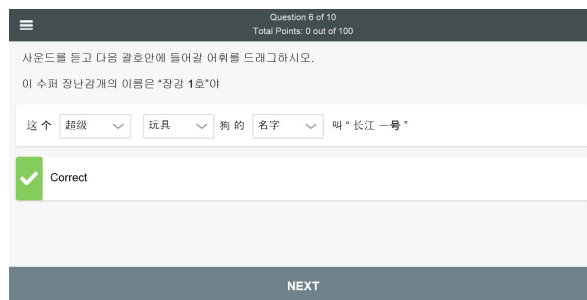 Question 6 of 10
Total Points: 0 out of 100
사운드를 듣고 다음 괄호안에 들어갈 어휘를 드래그하시오.
이 수퍼 장난감개의 이름은 “장강 1호”야
这 个 超级 玩具 狗 的 名字 叫 “ 长江 一号 ”
Correct
NEXT